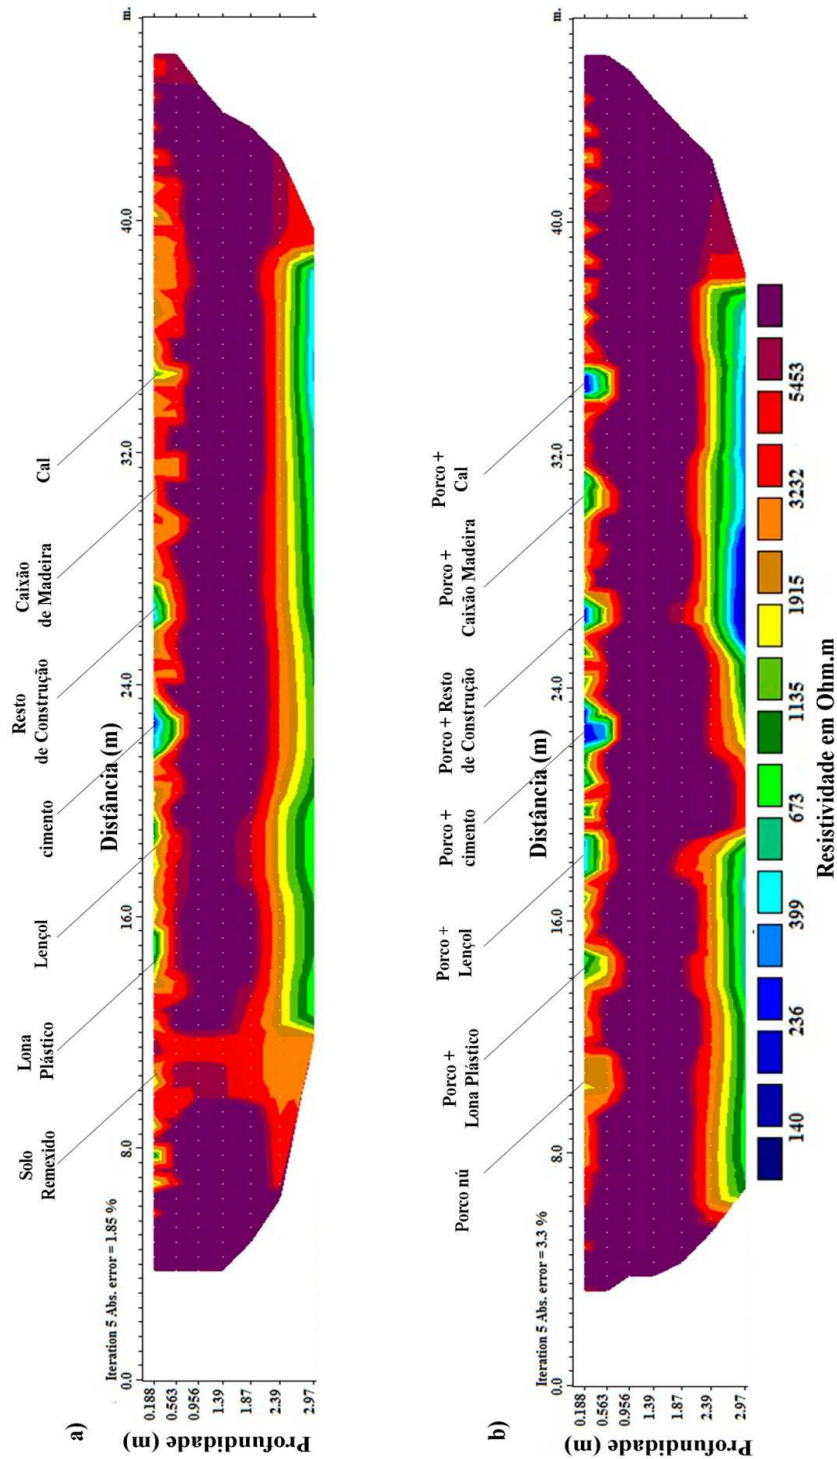 a)
Solo
Remexido
Lona
Plástico
Lençol
cimento
Resto
de Construção
Caixão
de Madeira
Cal
Distância (m)
Iteration 5 Abs. error = 1.85 %
0.0
8.0
16.0
24.0
32.0
40.0
m.
0.188
0.563
0.956
1.39
1.87
2.39
2.97
Profundidade (m)
b)
Porco nú
Porco +
Lona Plástico
Porco +
Lençol
Porco +
cimento
Porco + Resto
de Construção
Porco +
Caixão Madeira
Porco +
Cal
Distância (m)
Iteration 5 Abs. error = 3.3 %
0.0
8.0
16.0
24.0
32.0
40.0
m.
0.188
0.563
0.956
1.39
1.87
2.39
2.97
Profundidade (m)
140
236
399
673
1135
1915
3232
5453
Resistividade em Ohm.m